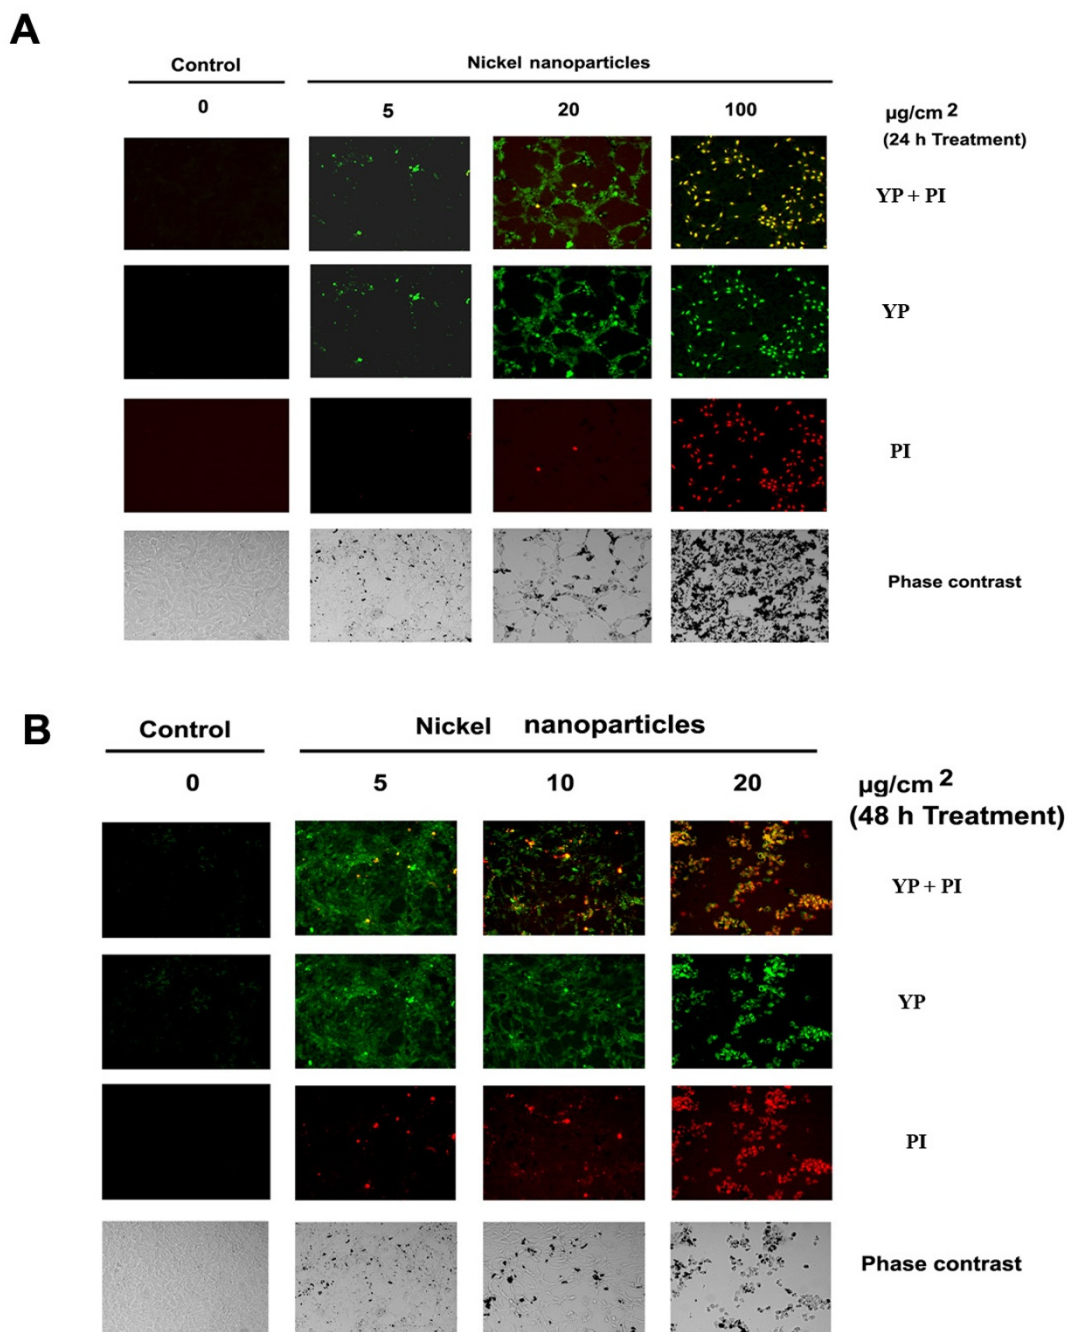 A
Control
Nickel nanoparticles
0
5
20
100
µg/cm 2
(24 h Treatment)
YP + PI
YP
PI
Phase contrast
B
Control
Nickel nanoparticles
0
5
10
20
µg/cm 2
(48 h Treatment)
YP + PI
YP
PI
Phase contrast